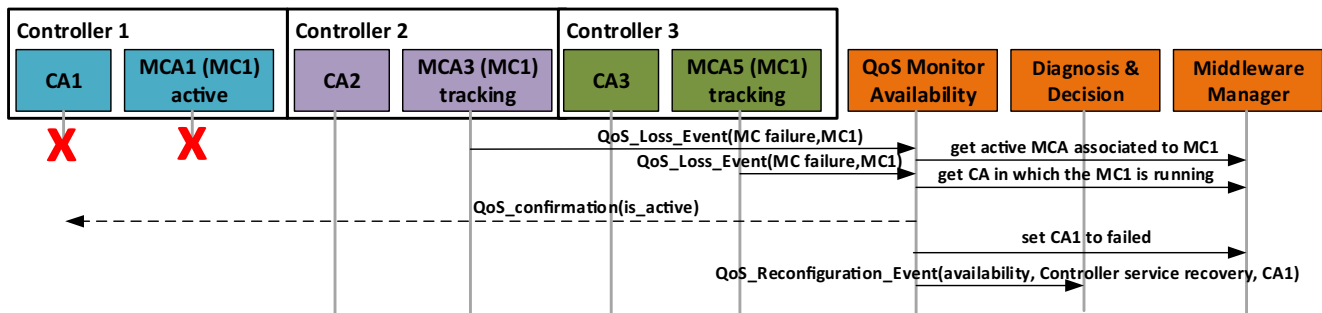 Controller 1
Controller 2
Controller 3
CA1
MCA1 (MC1)
active
CA2
MCA3 (MC1)
tracking
CA3
MCA5 (MC1)
tracking
QoS Monitor
Availability
Diagnosis &
Decision
Middleware
Manager
X
X
QoS_Loss_Event(MC failure,MC1)
get active MCA associated to MC1
QoS_Loss_Event(MC failure,MC1)
get CA in which the MC1 is running
QoS_confirmation(is_active)
set CA1 to failed
QoS_Reconfiguration_Event(availability, Controller service recovery, CA1)